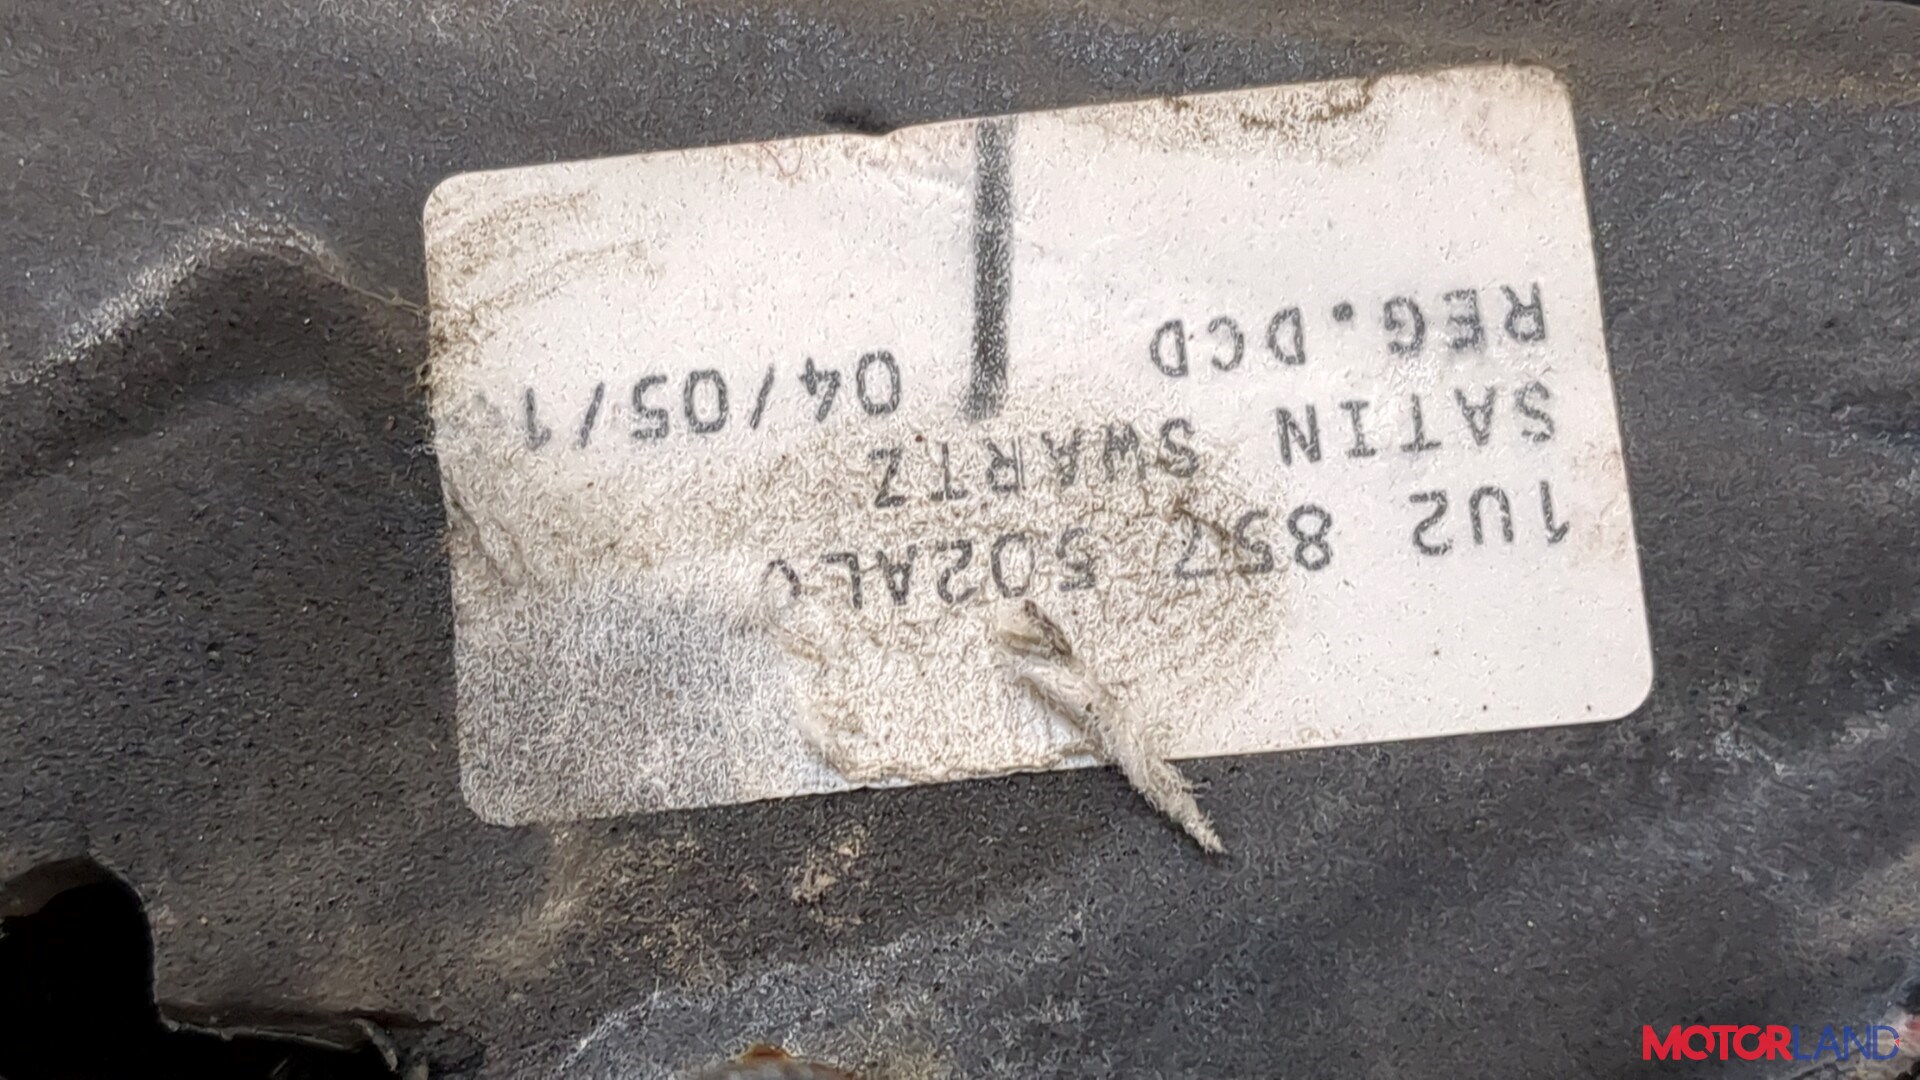 1U2 857 502AL
SATIN SWARTZ
REG.DCD 04/05/1
MOTORLAND